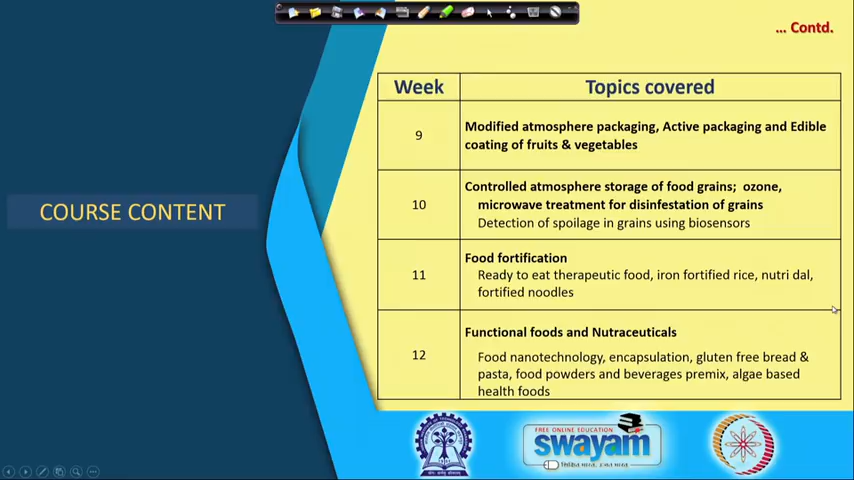 ... Contd.
Week
Topics covered
9
Modified atmosphere packaging, Active packaging and Edible
coating of fruits & vegetables
10
Controlled atmosphere storage of food grains; ozone,
microwave treatment for disinfestation of grains
Detection of spoilage in grains using biosensors
11
Food fortification
Ready to eat therapeutic food, iron fortified rice, nutri dal,
fortified noodles
12
Functional foods and Nutraceuticals
Food nanotechnology, encapsulation, gluten free bread &
pasta, food powders and beverages premix, algae based
health foods
COURSE CONTENT
FREE ONLINE EDUCATION
swayam